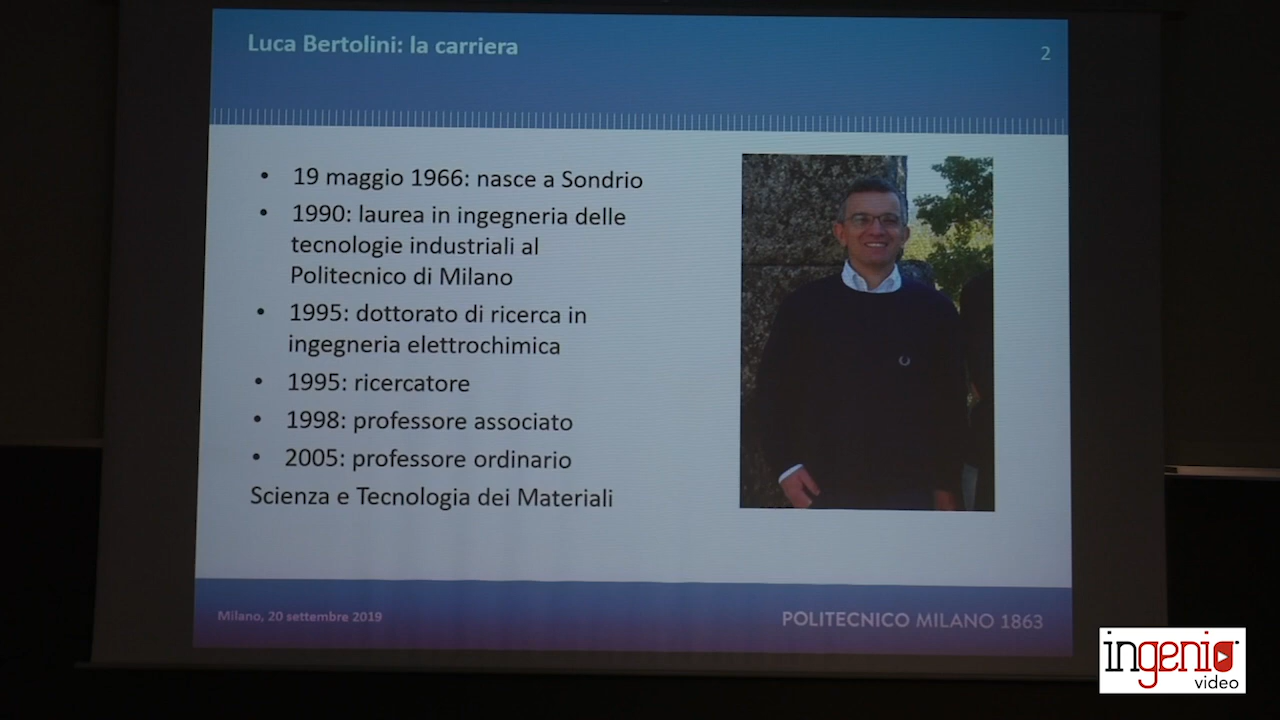 Luca Bertolini: la carriera
2
• 19 maggio 1966: nasce a Sondrio
• 1990: laurea in ingegneria delle
tecnologie industriali al
Politecnico di Milano
• 1995: dottorato di ricerca in
ingegneria elettrochimica
• 1995: ricercatore
• 1998: professore associato
• 2005: professore ordinario
Scienza e Tecnologia dei Materiali
Milano, 20 settembre 2019
POLITECNICO MILANO 1863
ingenio
video